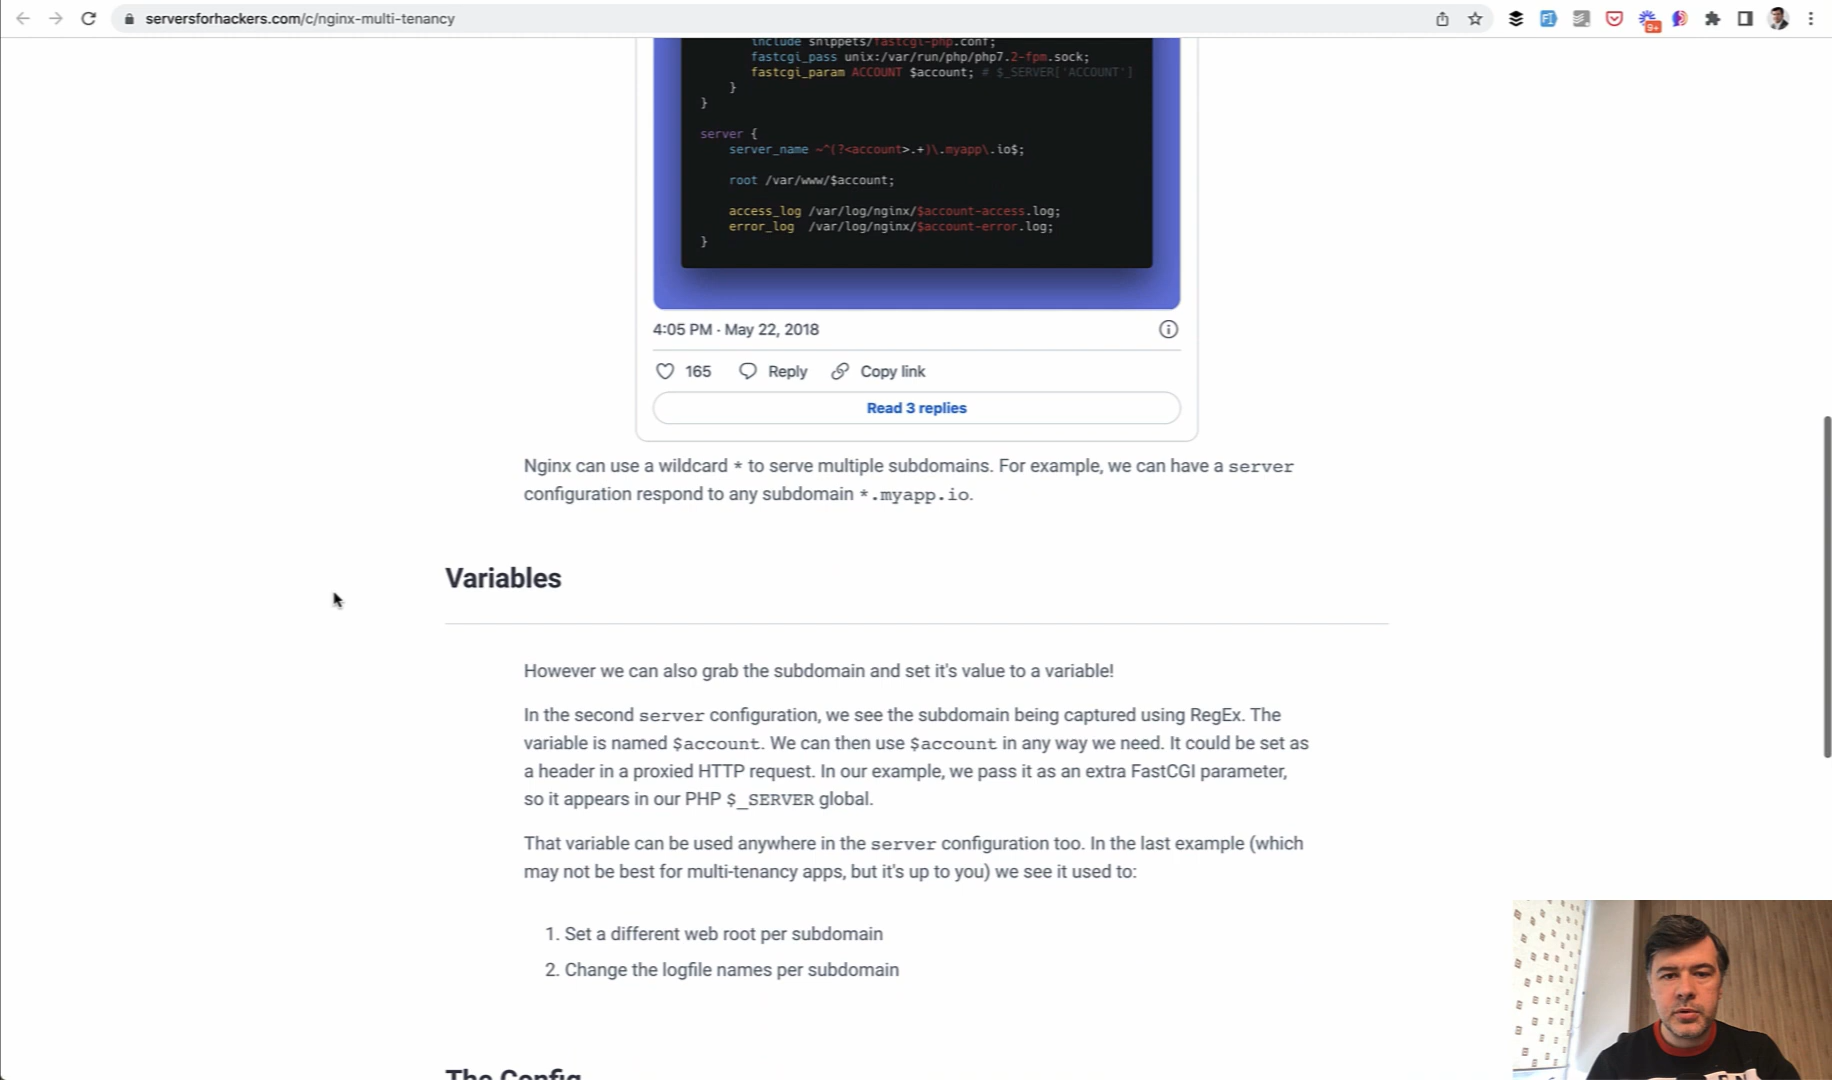 serversforhackers.com/c/nginx-multi-tenancy
9+
include snippets/fastcgi-php.conf;
fastcgi_pass unix:/var/run/php/php7.2-fpm.sock;
fastcgi_param ACCOUNT $account; # $_SERVER['ACCOUNT']
}
}
server {
server_name ~^(?<account>.+)\.myapp\.io$;
root /var/www/$account;
access_log /var/log/nginx/$account-access.log;
error_log /var/log/nginx/$account-error.log;
}
4:05 PM · May 22, 2018
165 Reply Copy link
Read 3 replies
Nginx can use a wildcard * to serve multiple subdomains. For example, we can have a server
configuration respond to any subdomain *.myapp.io.
Variables
However we can also grab the subdomain and set it's value to a variable!
In the second server configuration, we see the subdomain being captured using RegEx. The
variable is named $account. We can then use $account in any way we need. It could be set as
a header in a proxied HTTP request. In our example, we pass it as an extra FastCGI parameter,
so it appears in our PHP $_SERVER global.
That variable can be used anywhere in the server configuration too. In the last example (which
may not be best for multi-tenancy apps, but it's up to you) we see it used to:
1. Set a different web root per subdomain
2. Change the logfile names per subdomain
The Config